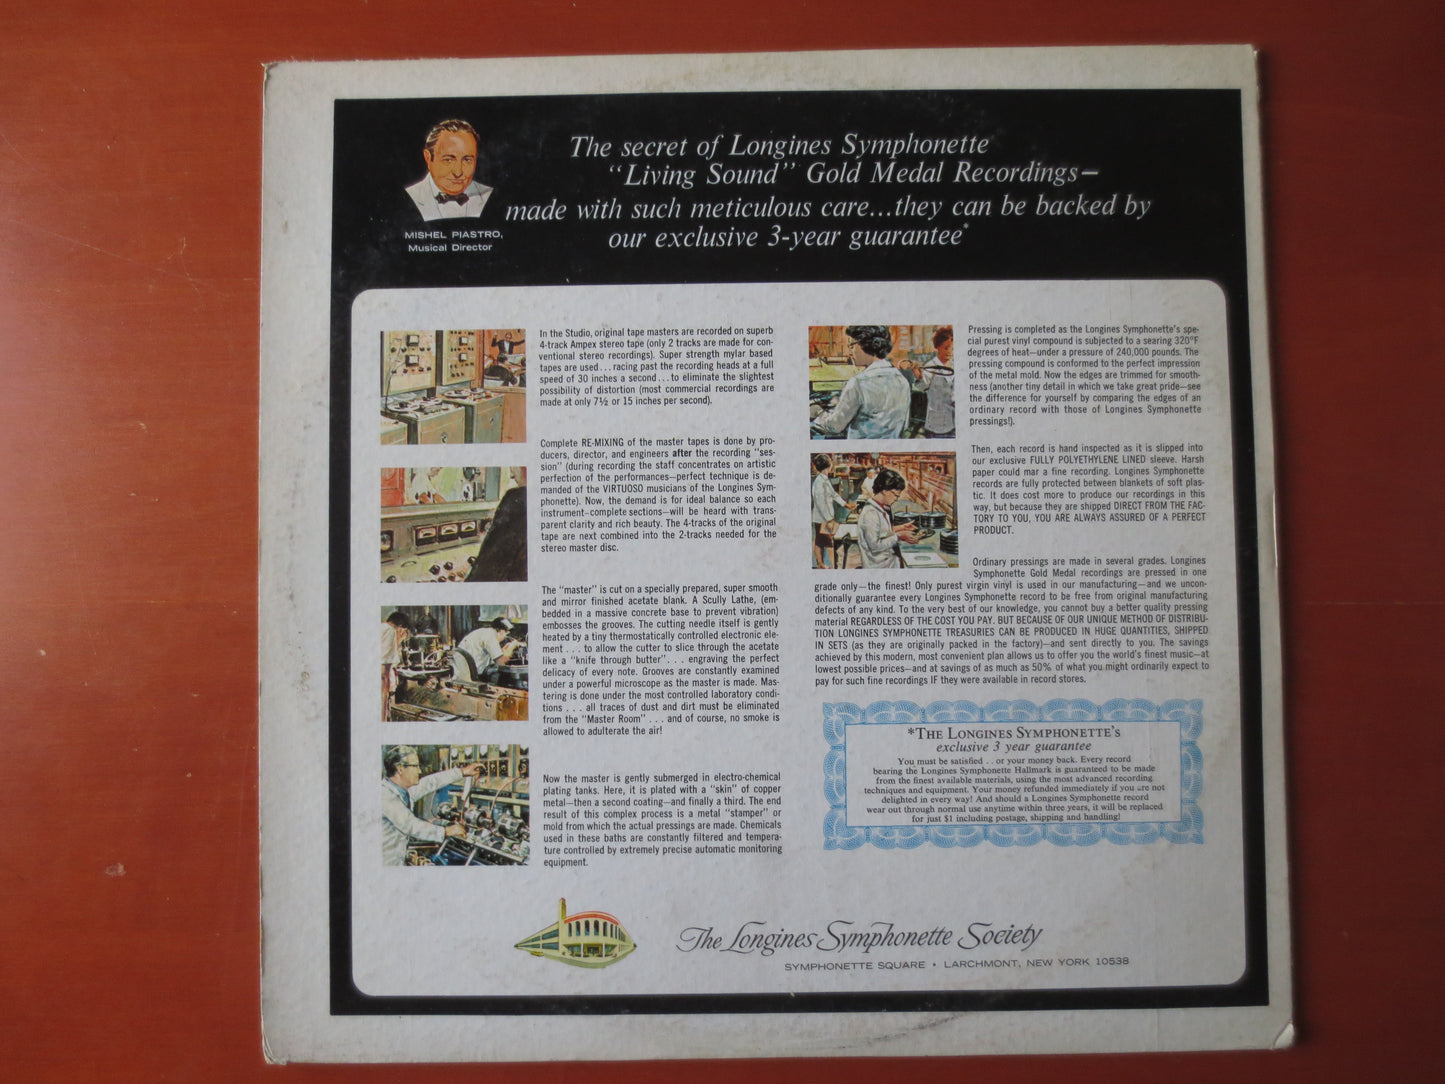 The secret of Longines Symphonette
"Living Sound" Gold Medal Recordings—
made with such meticulous care...they can be backed by
our exclusive 3-year guarantee*
MISHEL PIASTRO,
Musical Director
In the Studio, original tape masters are recorded on superb
4-track Ampex stereo tape (only 2 tracks are made for con-
ventional stereo recordings). Super strength mylar based
tapes are used...racing past the recording heads at a full
speed of 30 inches a second...to eliminate the slightest
possibility of distortion (most commercial recordings are
made at only 7½ or 15 inches per second).
Complete RE-MIXING of the master tapes is done by pro-
ducers, director, and engineers after the recording "ses-
sion" (during recording the staff concentrates on artistic
perfection of the performances—perfect technique is de-
manded of the VIRTUOSO musicians of the Longines Sym-
phonette). Now, the demand is for ideal balance so each
instrument—complete sections—will be heard with trans-
parent clarity and rich beauty. The 4-tracks of the original
tape are next combined into the 2-tracks needed for the
stereo master disc.
The "master" is cut on a specially prepared, super smooth
and mirror finished acetate blank. A Scully Lathe, (em-
bedded in a massive concrete base to prevent vibration)
embosses the grooves. The cutting needle itself is gently
heated by a tiny thermostatically controlled electronic ele-
ment . . . to allow the cutter to slice through the acetate
like a "knife through butter". . . engraving the perfect
delicacy of every note. Grooves are constantly examined
under a powerful microscope as the master is made. Mas-
tering is done under the most controlled laboratory condi-
tions . . . all traces of dust and dirt must be eliminated
from the "Master Room" . . . and of course, no smoke is
allowed to adulterate the air!
Now the master is gently submerged in electro-chemical
plating tanks. Here, it is plated with a "skin" of copper
metal—then a second coating—and finally a third. The end
result of this complex process is a metal "stamper" or
mold from which the actual pressings are made. Chemicals
used in these baths are constantly filtered and tempera-
ture controlled by extremely precise automatic monitoring
equipment.
Pressing is completed as the Longines Symphonette's spe-
cial purest vinyl compound is subjected to a searing 320°F
degrees of heat—under a pressure of 240,000 pounds. The
pressing compound is conformed to the perfect impression
of the metal mold. Now the edges are trimmed for smooth-
ness (another tiny detail in which we take great pride—see
the difference for yourself by comparing the edges of an
ordinary record with those of Longines Symphonette
pressings!).
Then, each record is hand inspected as it is slipped into
our exclusive FULLY POLYETHYLENE LINED sleeve. Harsh
paper could mar a fine recording. Longines Symphonette
records are fully protected between blankets of soft plas-
tic. It does cost more to produce our recordings in this
way, but because they are shipped DIRECT FROM THE FAC-
TORY TO YOU, YOU ARE ALWAYS ASSURED OF A PERFECT
PRODUCT.
Ordinary pressings are made in several grades. Longines
Symphonette Gold Medal recordings are pressed in one
grade only—the finest! Only purest virgin vinyl is used in our manufacturing—and we uncon-
ditionally guarantee every Longines Symphonette record to be free from original manufacturing
defects of any kind. To the very best of our knowledge, you cannot buy a better quality pressing
material REGARDLESS OF THE COST YOU PAY. BUT BECAUSE OF OUR UNIQUE METHOD OF DISTRIBU-
TION LONGINES SYMPHONETTE TREASURIES CAN BE PRODUCED IN HUGE QUANTITIES, SHIPPED
IN SETS (as they are originally packed in the factory)—and sent directly to you. The savings
achieved by this modern, most convenient plan allows us to offer you the world's finest music—at
lowest possible prices—and at savings of as much as 50% of what you might ordinarily expect to
pay for such fine recordings IF they were available in record stores.
*THE LONGINES SYMPHONETTE'S
exclusive 3 year guarantee
You must be satisfied . . or your money back. Every record
bearing the Longines Symphonette Hallmark is guaranteed to be made
from the finest available materials, using the most advanced recording
techniques and equipment. Your money refunded immediately if you are not
delighted in every way! And should a Longines Symphonette record
wear out through normal use anytime within three years, it will be replaced
for just $1 including postage, shipping and handling!
The Longines Symphonette Society
SYMPHONETTE SQUARE • LARCHMONT, NEW YORK 10538